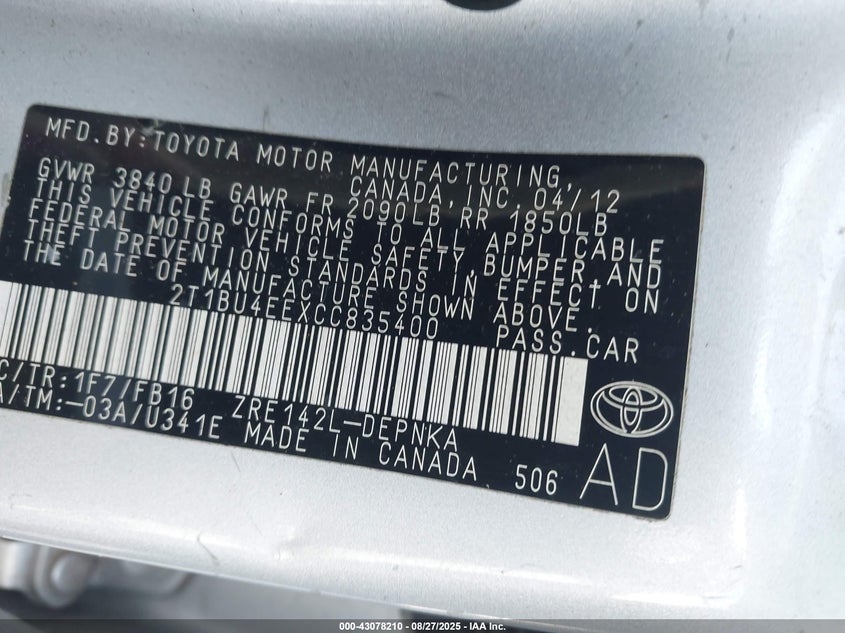 MFD.BY:TOYOTA MOTOR MANUFACTURING,
CANADA,INC.04/12
GVWR 3840LB GAWR FR 2090LB RR 1850LB
THIS VEHICLE CONFORMS TO ALL APPLICABLE
FEDERAL MOTOR VEHICLE SAFETY,BUMPER,AND
THEFT PREVENTION STANDARDS IN EFFECT ON
THE DATE OF MANUFACTURE SHOWN ABOVE.
2T1BU4EEXCC835400 PASS.CAR
C/TR:1F7/FB16 ZRE142L-DEPNKA
A/TM:-03A/U341E MADE IN CANADA 506 AD
000-43078210 - 08/27/2025 - IAA Inc.